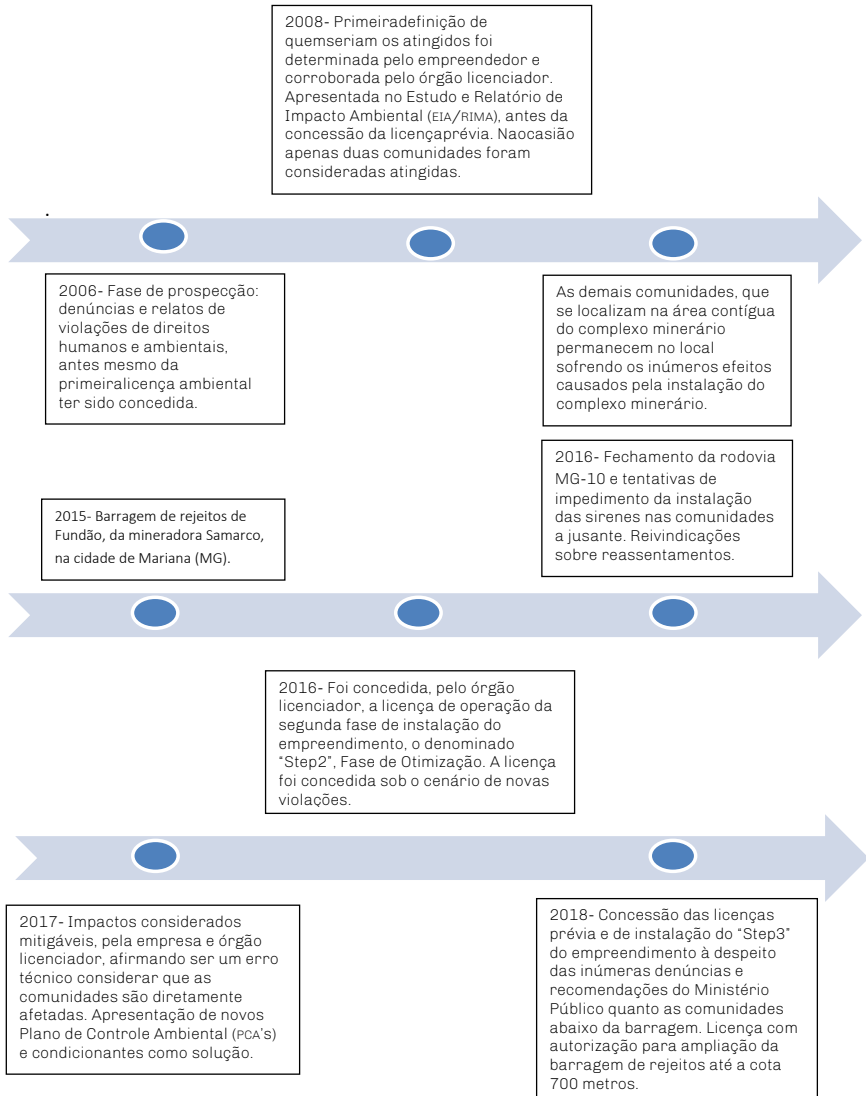 2008- Primeiradefinição de
quemseriam os atingidos foi
determinada pelo empreendedor e
corroborada pelo órgão licenciador.
Apresentada no Estudo e Relatório de
Impacto Ambiental (EIA/RIMA), antes da
concessão da licençaprévia. Naocasião
apenas duas comunidades foram
consideradas atingidas.
.
2006- Fase de prospecção:
denúncias e relatos de
violações de direitos
humanos e ambientais,
antes mesmo da
primeiralicença ambiental
ter sido concedida.
As demais comunidades, que
se localizam na área contígua
do complexo minerário
permanecem no local
sofrendo os inúmeros efeitos
causados pela instalação do
complexo minerário.
2015- Barragem de rejeitos de
Fundão, da mineradora Samarco,
na cidade de Mariana (MG).
2016- Fechamento da rodovia
MG-10 e tentativas de
impedimento da instalação
das sirenes nas comunidades
a jusante. Reivindicações
sobre reassentamentos.
2016- Foi concedida, pelo órgão
licenciador, a licença de operação da
segunda fase de instalação do
empreendimento, o denominado
“Step2”, Fase de Otimização. A licença
foi concedida sob o cenário de novas
violações.
2017- Impactos considerados
mitigáveis, pela empresa e órgão
licenciador, afirmando ser um erro
técnico considerar que as
comunidades são diretamente
afetadas. Apresentação de novos
Plano de Controle Ambiental (PCA’s)
e condicionantes como solução.
2018- Concessão das licenças
prévia e de instalação do “Step3”
do empreendimento à despeito
das inúmeras denúncias e
recomendações do Ministério
Público quanto as comunidades
abaixo da barragem. Licença com
autorização para ampliação da
barragem de rejeitos até a cota
700 metros.